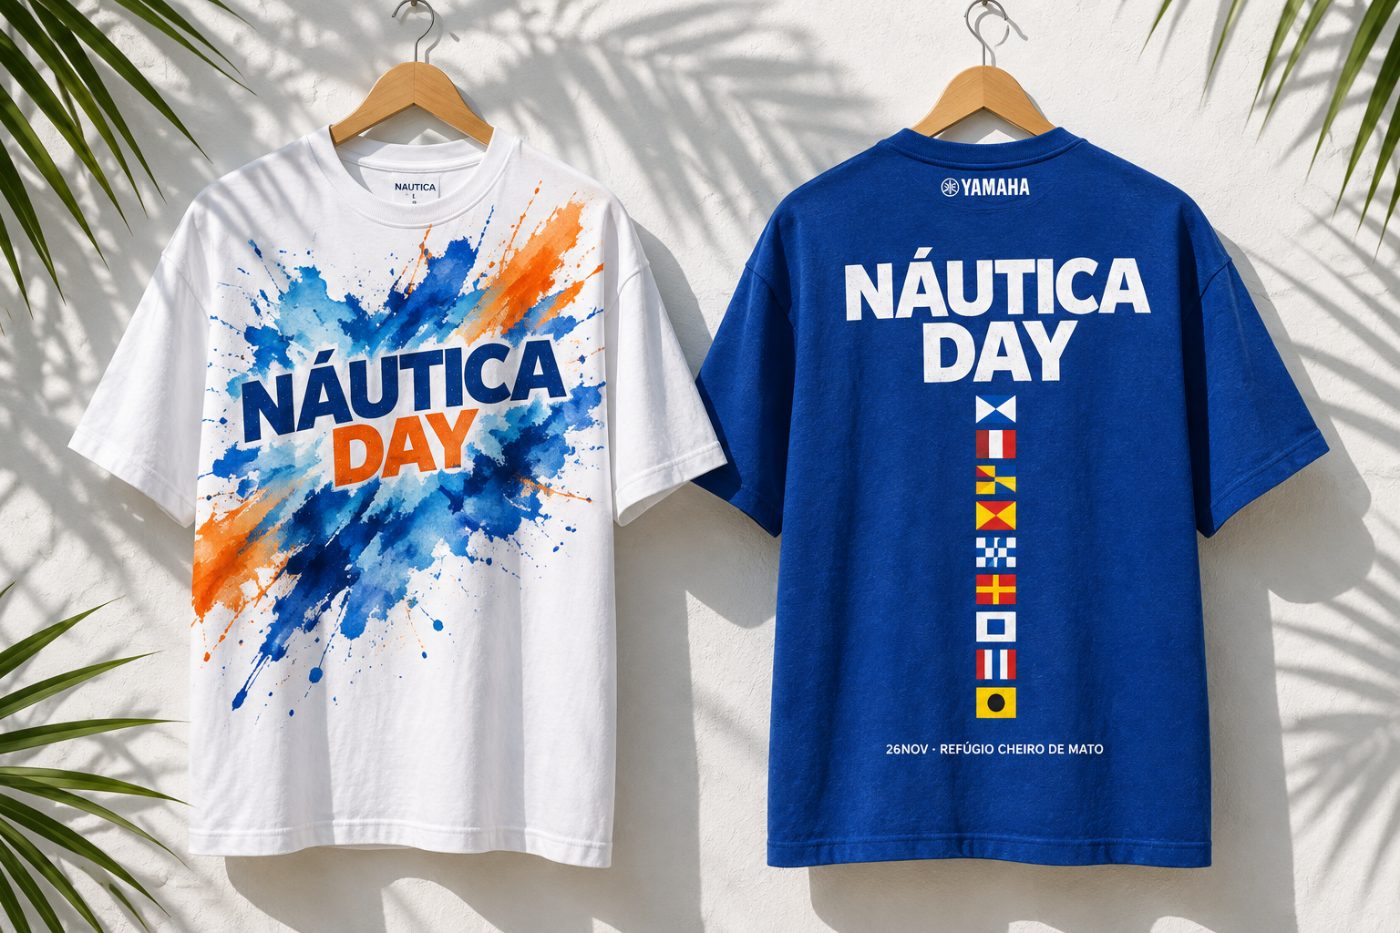 NAUTICA
NÁUTICA
DAY
YAMAHA
NÁUTICA
DAY
26NOV · REFÚGIO CHEIRO DE MATO